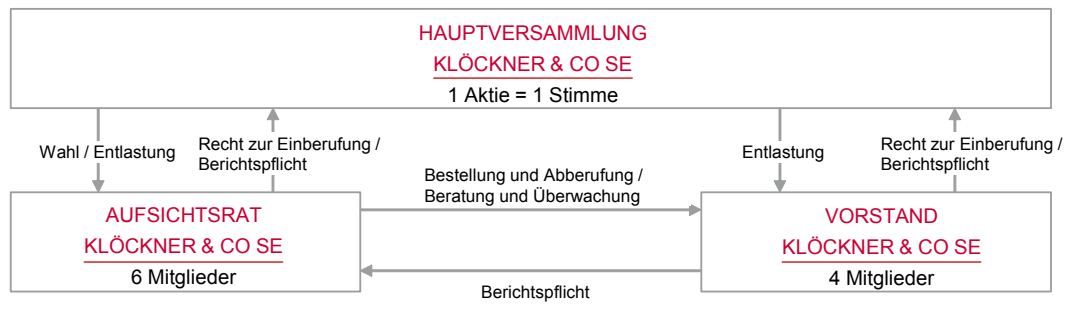 HAUPTVERSAMMLUNG
KLÖCKNER & CO SE
1 Aktie = 1 Stimme
Wahl / Entlastung
Recht zur Einberufung /
Berichtspflicht
Entlastung
Recht zur Einberufung /
Berichtspflicht
Bestellung und Abberufung /
Beratung und Überwachung
AUFSICHTSRAT
KLÖCKNER & CO SE
6 Mitglieder
VORSTAND
KLÖCKNER & CO SE
4 Mitglieder
Berichtspflicht